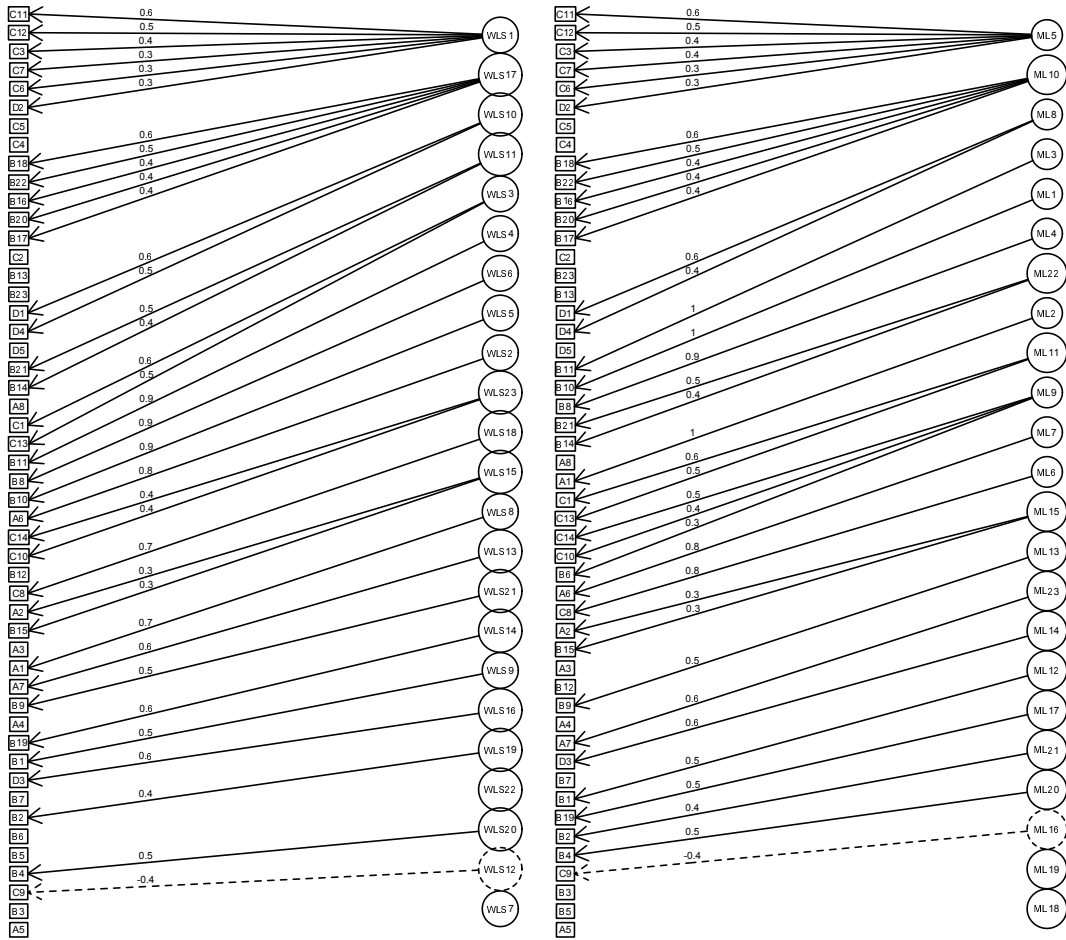 C11
C12
C3
C7
C6
D2
C5
C4
B18
B22
B16
B20
B17
C2
B13
B23
D1
D4
D5
B21
B14
A8
C1
C13
B11
B8
B10
A6
C14
C10
B12
C8
A2
B15
A3
A1
A7
B9
A4
B19
B1
D3
B7
B2
B6
B5
B4
C9
B3
A5
0.6
0.5
0.4
0.3
0.3
0.3
0.6
0.5
0.4
0.4
0.4
0.6
0.5
0.5
0.4
0.6
0.5
0.9
0.9
0.9
0.8
0.4
0.4
0.7
0.3
0.3
0.7
0.6
0.5
0.6
0.5
0.6
0.4
0.5
-0.4
WLS1
WLS17
WLS10
WLS11
WLS3
WLS4
WLS6
WLS5
WLS2
WLS23
WLS18
WLS15
WLS8
WLS13
WLS21
WLS14
WLS9
WLS16
WLS19
WLS22
WLS20
WLS12
WLS7
C11
C12
C3
C7
C6
D2
C5
C4
B18
B22
B16
B20
B17
C2
B23
B13
D1
D4
D5
B11
B10
B8
B21
B14
A8
A1
C1
C13
C14
C10
B6
A6
C8
A2
B15
A3
B12
B9
A4
A7
D3
B7
B1
B19
B2
B4
C9
B3
B5
A5
0.6
0.5
0.4
0.4
0.3
0.3
0.6
0.5
0.4
0.4
0.4
0.6
0.4
1
1
0.9
0.5
0.4
1
0.6
0.5
0.5
0.4
0.3
0.8
0.8
0.3
0.3
0.5
0.6
0.6
0.5
0.5
0.4
0.5
-0.4
ML5
ML10
ML8
ML3
ML1
ML4
ML22
ML2
ML11
ML9
ML7
ML6
ML15
ML13
ML23
ML14
ML12
ML17
ML21
ML20
ML16
ML19
ML18